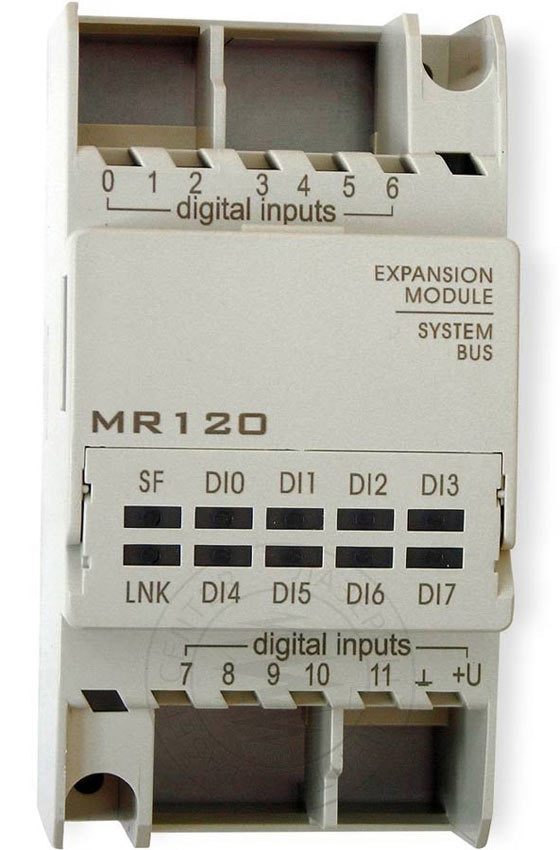 0 1 2 3 4 5 6
digital inputs
EXPANSION
MODULE
SYSTEM
BUS
MR120
SF DI0 DI1 DI2 DI3
LNK DI4 DI5 DI6 DI7
digital inputs
7 8 9 10 11 ⏚ +U